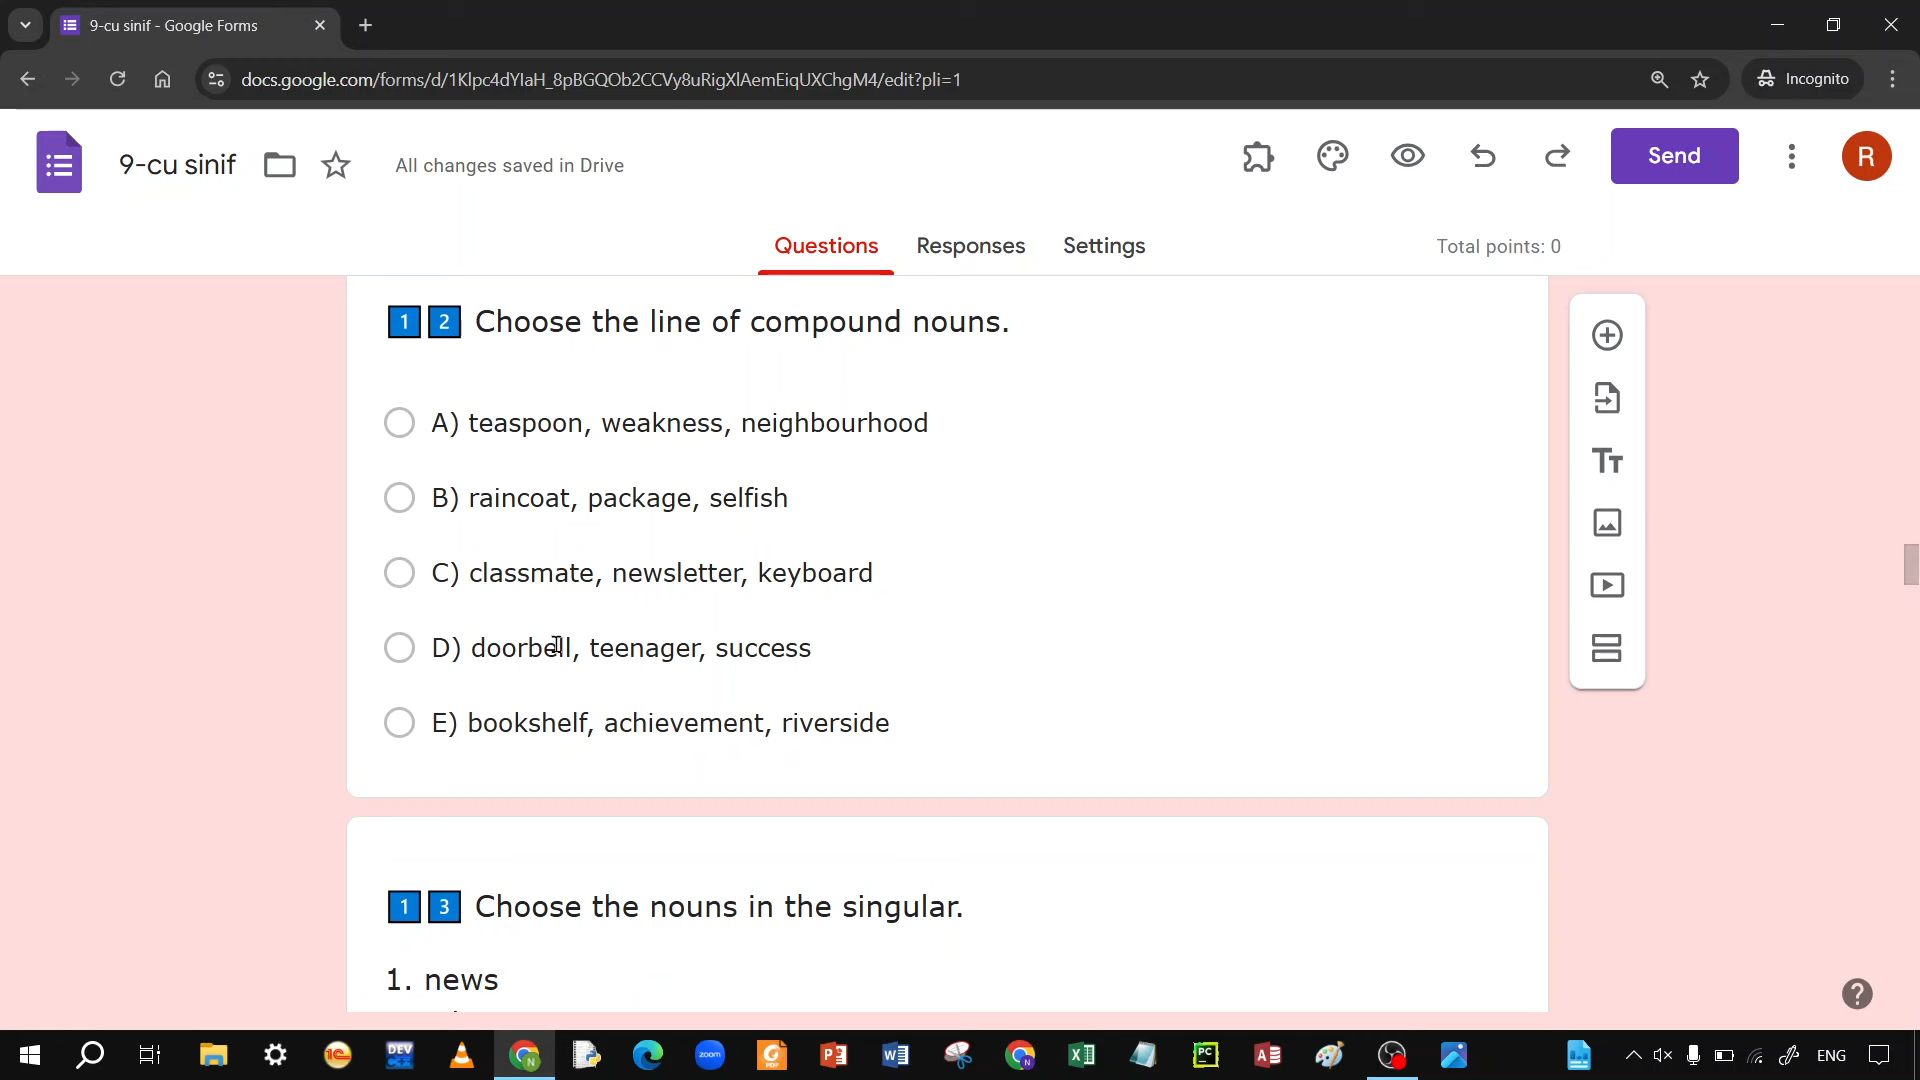 9-cu sinif - Google Forms
docs.google.com/forms/d/1Klpc4dYIaH_8pBGQOb2CCVy8uRigXlAemEiqUXChgM4/edit?pli=1
Incognito
9-cu sinif
All changes saved in Drive
Send
R
Questions
Responses
Settings
Total points: 0
1 2 Choose the line of compound nouns.
A) teaspoon, weakness, neighbourhood
B) raincoat, package, selfish
C) classmate, newsletter, keyboard
D) doorbell, teenager, success
E) bookshelf, achievement, riverside
1 3 Choose the nouns in the singular.
1. news
ENG